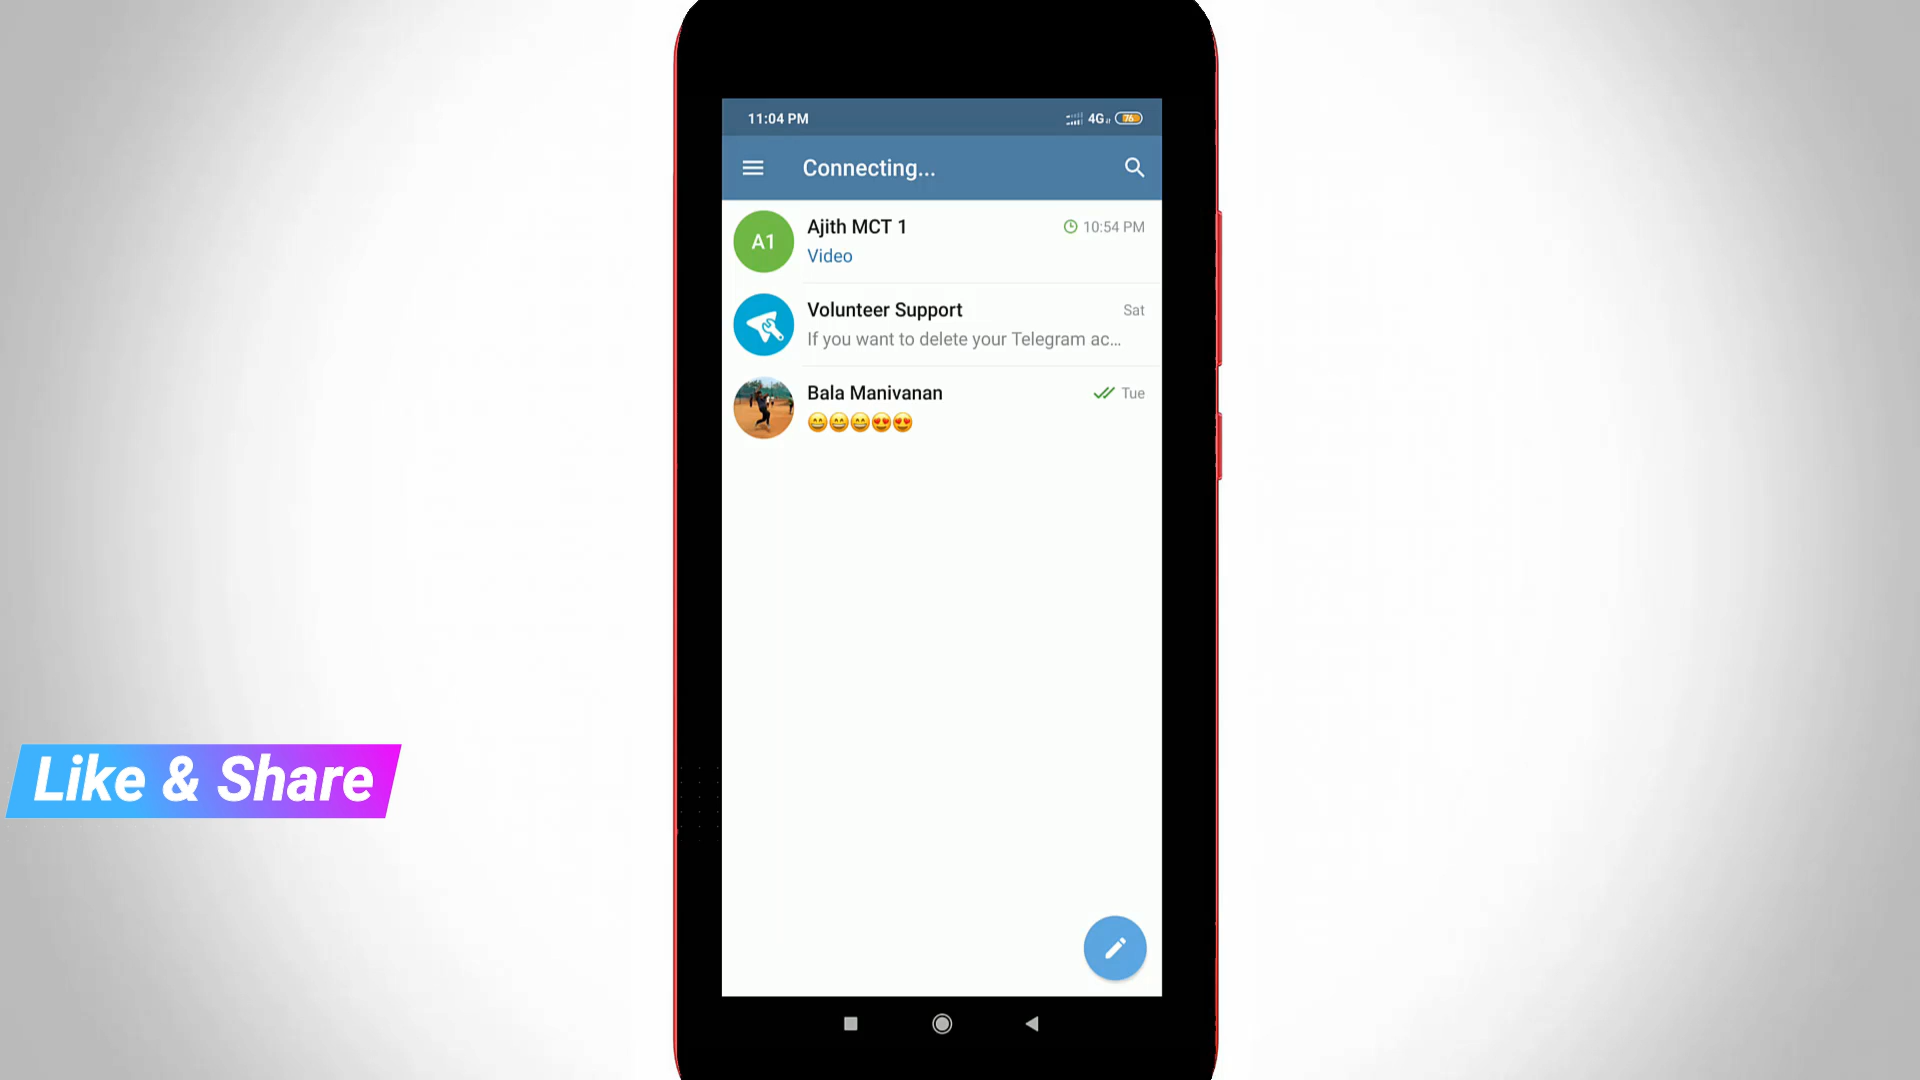 11:04 PM 4G 76
Connecting...
A1 Ajith MCT 1 10:54 PM
Video
Volunteer Support Sat
If you want to delete your Telegram ac...
Bala Manivanan Tue
😄😄😄😍😍
Like & Share